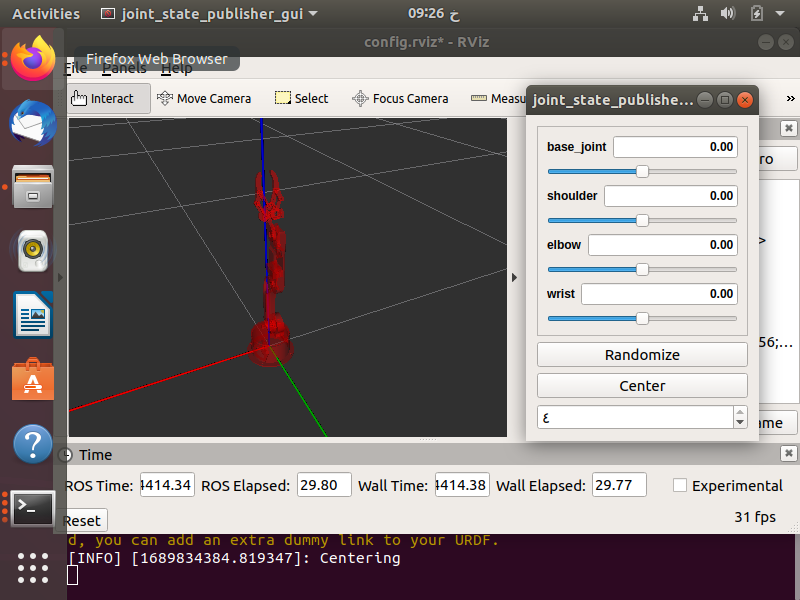 Activities joint_state_publisher_gui 09:26 خ
config.rviz* - RViz
Firefox Web Browser
File Panels Help
Interact Move Camera Select Focus Camera Measu »
joint_state_publishe...
base_joint 0.00
shoulder 0.00
elbow 0.00
wrist 0.00
Randomize
Center
٤
ro
>
56;...
ame
Time
ROS Time: 4414.34 ROS Elapsed: 29.80 Wall Time: 4414.38 Wall Elapsed: 29.77 Experimental
Reset 31 fps
d, you can add an extra dummy link to your URDF.
[INFO] [1689834384.819347]: Centering